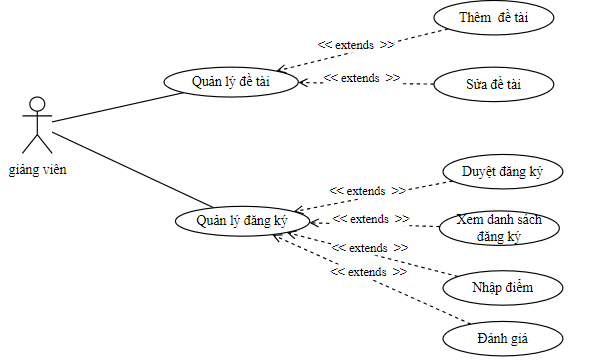 Thêm đề tài
<< extends >>
Quản lý đề tài
<< extends >>
Sửa đề tài
giảng viên
Duyệt đăng ký
<< extends >>
Quản lý đăng ký
<< extends >>
Xem danh sách
đăng ký
<< extends >>
<< extends >>
Nhập điểm
Đánh giá